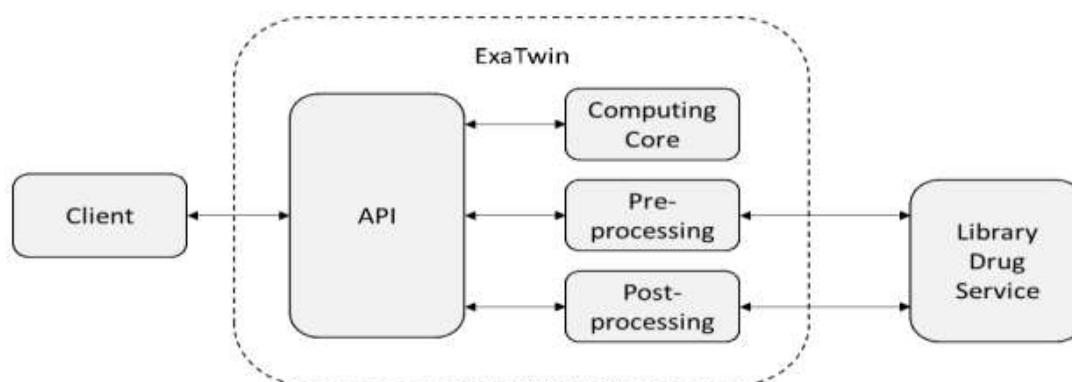 ExaTwin
Client
API
Computing
Core
Pre-
processing
Post-
processing
Library
Drug
Service